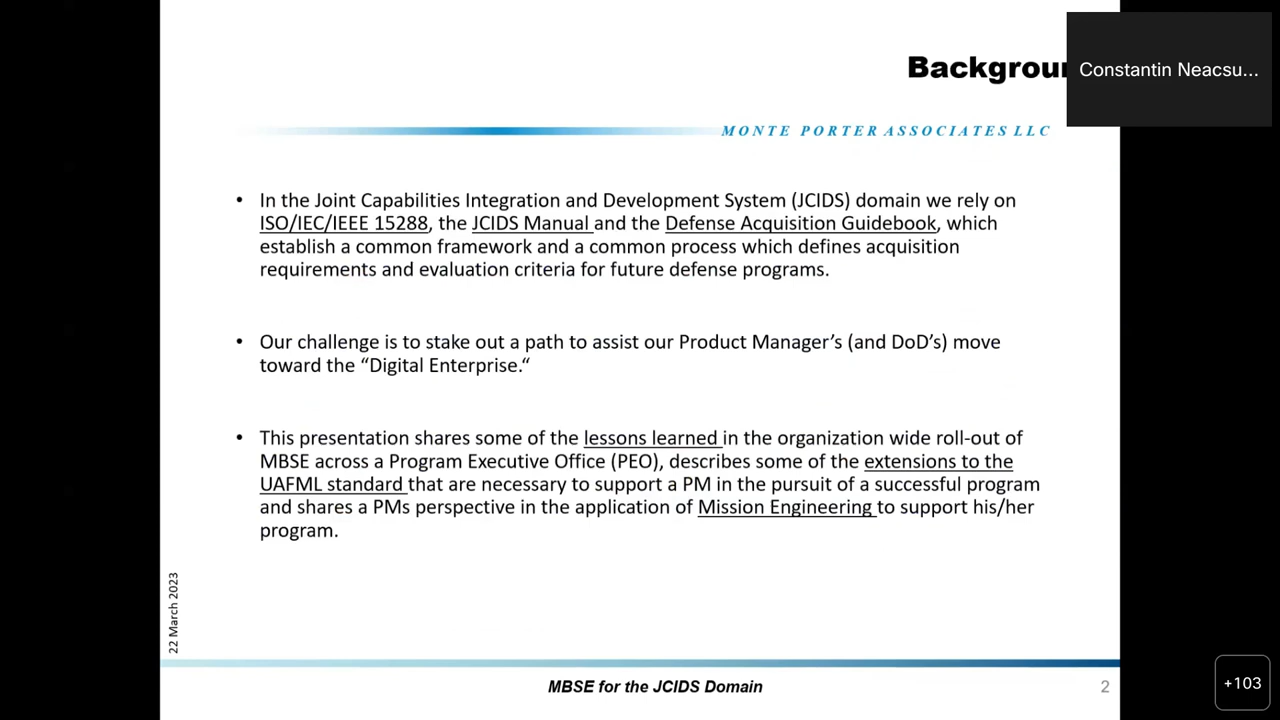 Backgrou
Constantin Neacsu...
MONTE PORTER ASSOCIATES LLC
• In the Joint Capabilities Integration and Development System (JCIDS) domain we rely on
ISO/IEC/IEEE 15288, the JCIDS Manual and the Defense Acquisition Guidebook, which
establish a common framework and a common process which defines acquisition
requirements and evaluation criteria for future defense programs.
• Our challenge is to stake out a path to assist our Product Manager’s (and DoD’s) move
toward the “Digital Enterprise.“
• This presentation shares some of the lessons learned in the organization wide roll-out of
MBSE across a Program Executive Office (PEO), describes some of the extensions to the
UAFML standard that are necessary to support a PM in the pursuit of a successful program
and shares a PMs perspective in the application of Mission Engineering to support his/her
program.
22 March 2023
MBSE for the JCIDS Domain
2
+103